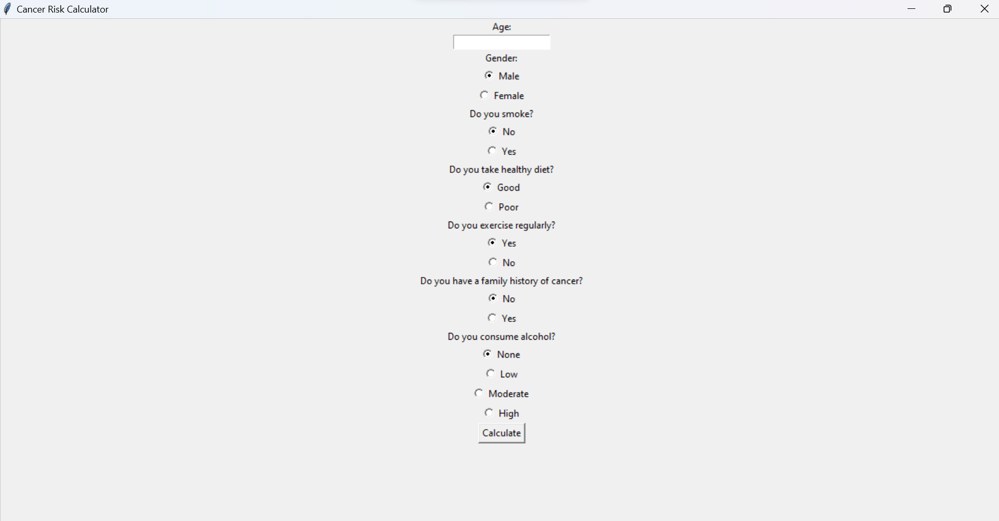 Cancer Risk Calculator
Age:
Gender:
Male
Female
Do you smoke?
No
Yes
Do you take healthy diet?
Good
Poor
Do you exercise regularly?
Yes
No
Do you have a family history of cancer?
No
Yes
Do you consume alcohol?
None
Low
Moderate
High
Calculate